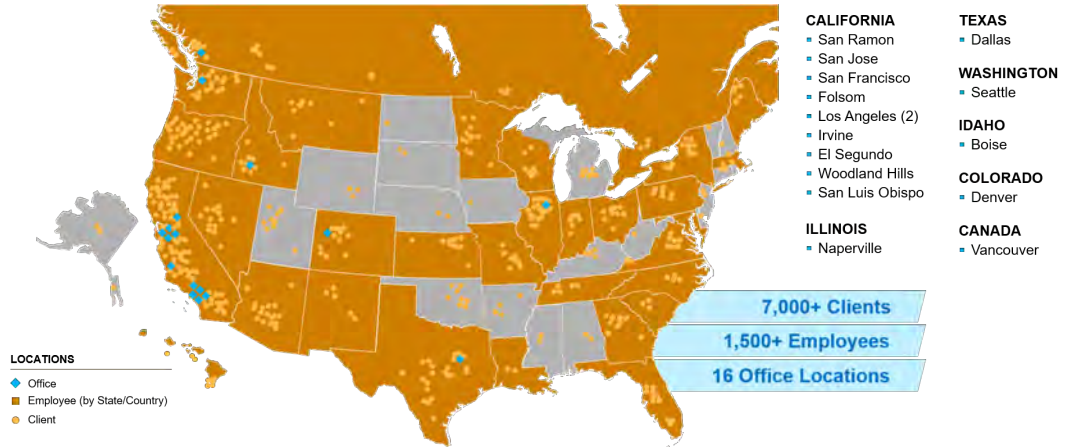 CALIFORNIA
San Ramon
San Jose
San Francisco
Folsom
Los Angeles (2)
Irvine
El Segundo
Woodland Hills
San Luis Obispo
ILLINOIS
Naperville
TEXAS
Dallas
WASHINGTON
Seattle
IDAHO
Boise
COLORADO
Denver
CANADA
Vancouver
7,000+ Clients
1,500+ Employees
16 Office Locations
LOCATIONS
Office
Employee (by State/Country)
Client